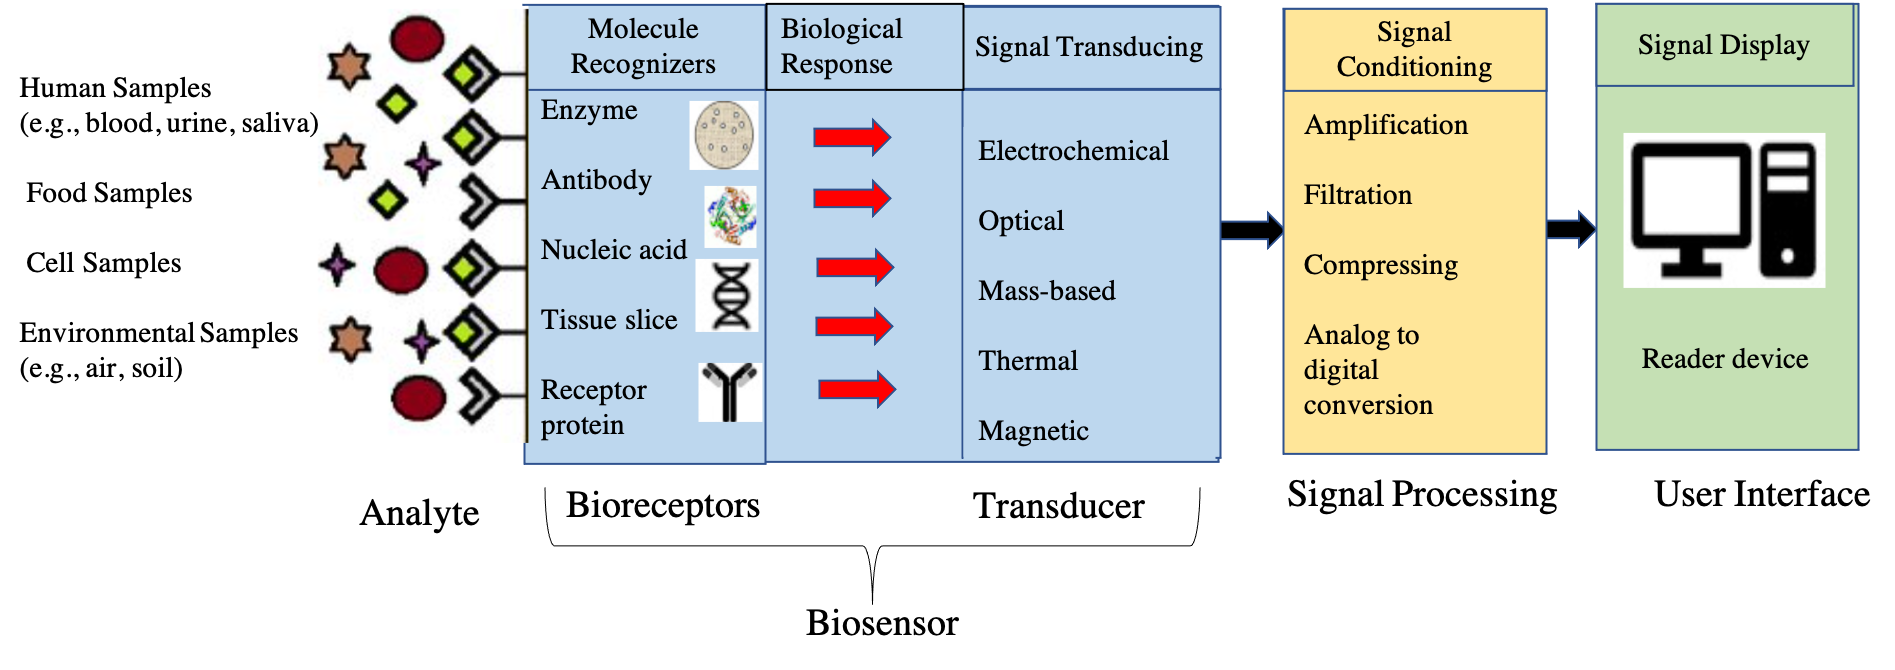 Human Samples
(e.g., blood, urine, saliva)
Food Samples
Cell Samples
Environmental Samples
(e.g., air, soil)
Analyte
Molecule
Recognizers
Enzyme
Antibody
Nucleic acid
Tissue slice
Receptor
protein
Bioreceptors
Biological
Response
Signal Transducing
Electrochemical
Optical
Mass-based
Thermal
Magnetic
Transducer
Biosensor
Signal
Conditioning
Amplification
Filtration
Compressing
Analog to
digital
conversion
Signal Processing
Signal Display
Reader device
User Interface